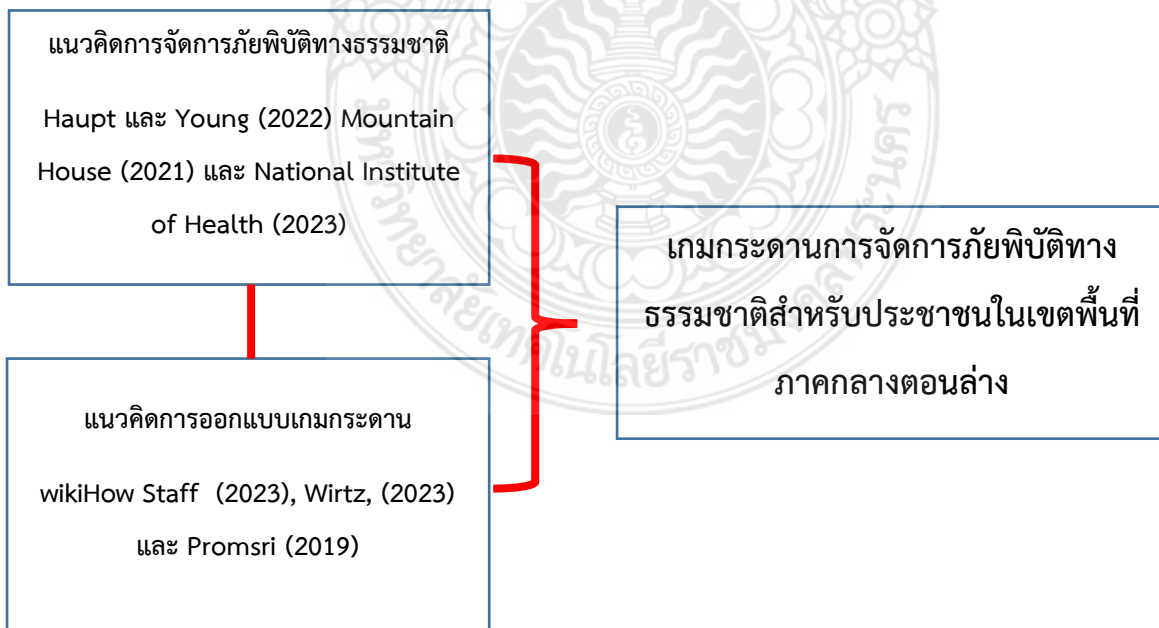 แนวคิดการจัดการภัยพิบัติทางธรรมชาติ
Haupt และ Young (2022) Mountain
House (2021) และ National Institute
of Health (2023)
แนวคิดการออกแบบเกมกระดาน
wikiHow Staff (2023), Wirtz, (2023)
และ Promsri (2019)
เกมกระดานการจัดการภัยพิบัติทาง
ธรรมชาติสำหรับประชาชนในเขตพื้นที่
ภาคกลางตอนล่าง